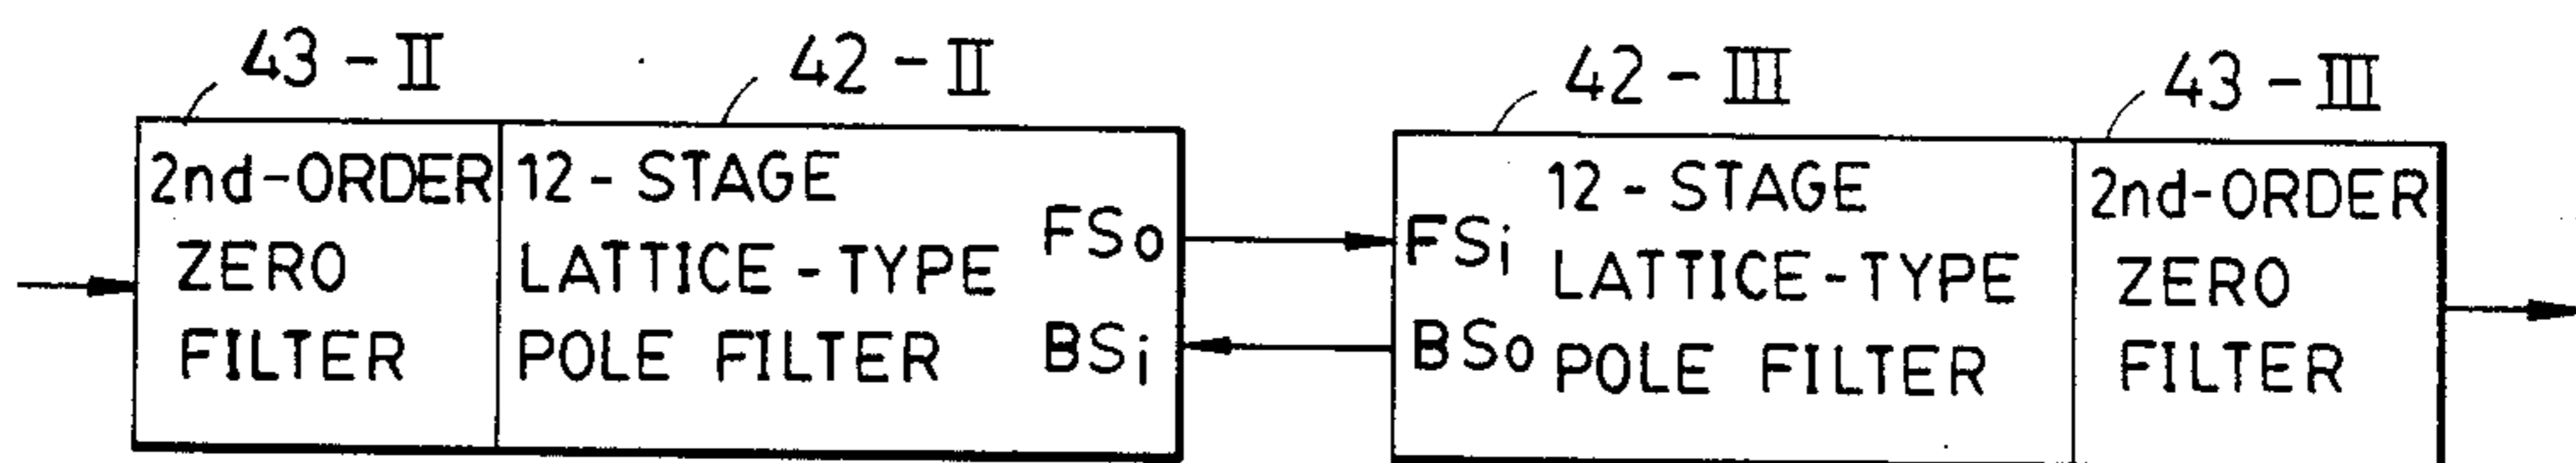 43-II
42-II
42-III
43-III
2nd-ORDER
ZERO
FILTER
12-STAGE
LATTICE-TYPE
POLE FILTER
FSo
BSi
FSi
BSo
12-STAGE
LATTICE-TYPE
POLE FILTER
2nd-ORDER
ZERO
FILTER